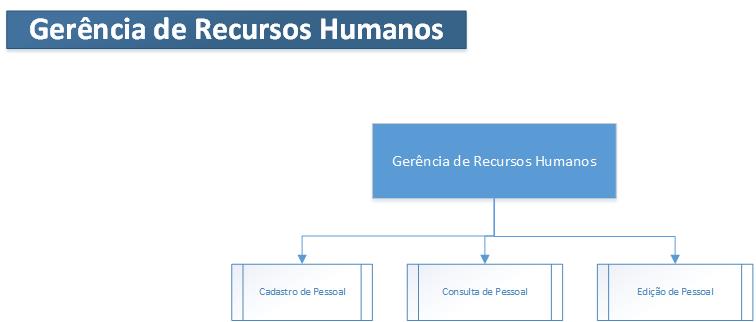 Gerência de Recursos Humanos
Gerência de Recursos Humanos
Cadastro de Pessoal
Consulta de Pessoal
Edição de Pessoal